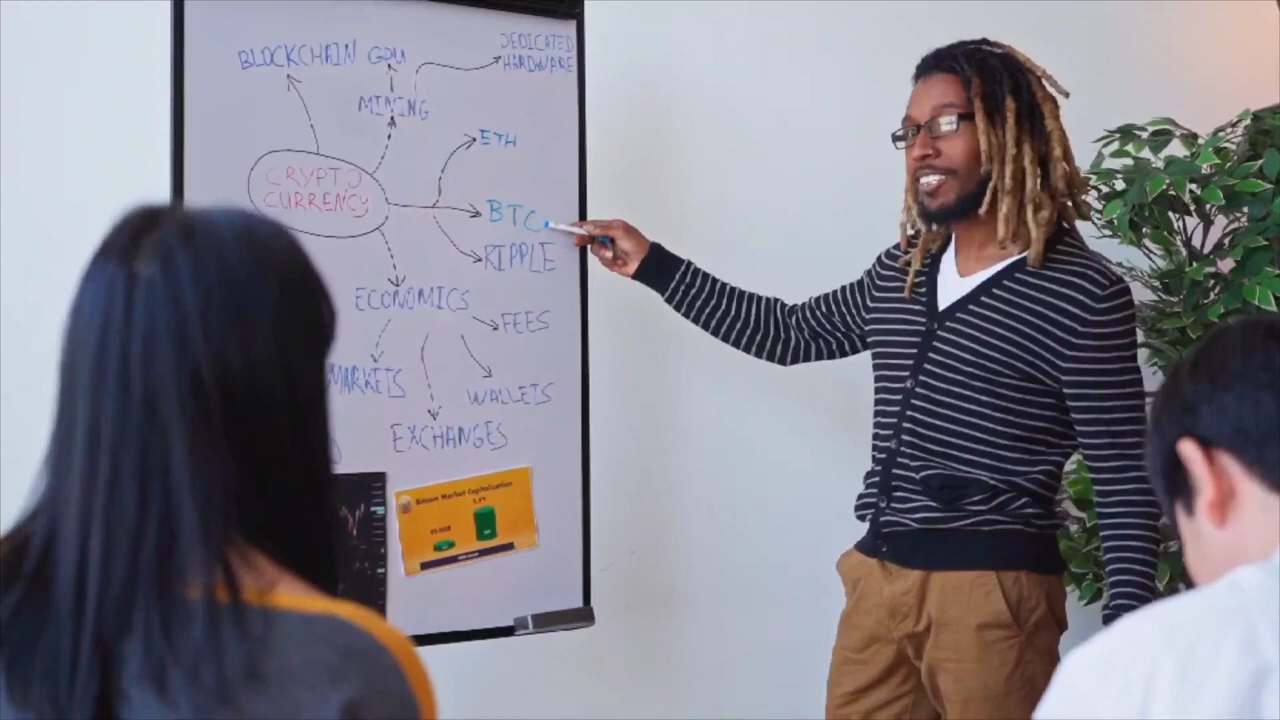 BLOCKCHAIN GPU
DEDICATED
HARDWARE
MINING
ETH
CRYPTO
CURRENCY
BTC
RIPPLE
ECONOMICS
FEES
MARKETS
WALLETS
EXCHANGES
Bitcoin Market Capitalization